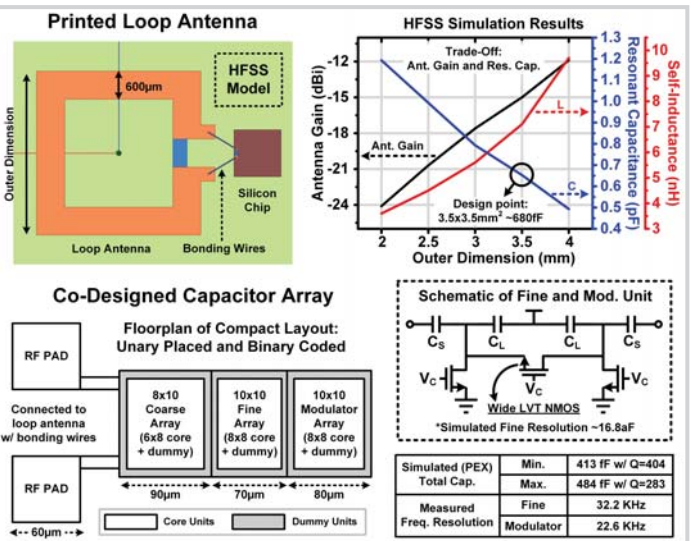 Printed Loop Antenna
Outer Dimension
600µm
HFSS
Model
Silicon
Chip
Loop Antenna
Bonding Wires
HFSS Simulation Results
Trade-Off:
Ant. Gain and Res. Cap.
Antenna Gain (dBi)
-12
-15
-18
-21
-24
Ant. Gain
L
C
Design point:
3.5x3.5mm² ~680fF
2
2.5
3
3.5
4
Outer Dimension (mm)
1.3
1.2
1.1
1.0
0.9
0.8
0.7
0.6
0.5
0.4
Resonant Capacitance (pF)
10
9
8
7
6
5
4
3
Self-Inductance (nH)
Co-Designed Capacitor Array
Floorplan of Compact Layout:
Unary Placed and Binary Coded
RF PAD
Connected to
loop antenna
w/ bonding wires
RF PAD
60µm
8x10
Coarse
Array
(6x8 core
+ dummy)
10x10
Fine
Array
(8x8 core
+ dummy)
10x10
Modulator
Array
(8x8 core
+ dummy)
90µm
70µm
80µm
Core Units
Dummy Units
Schematic of Fine and Mod. Unit
CS
CL
CL
CS
VC
VC
VC
Wide LVT NMOS
*Simulated Fine Resolution ~16.8aF
Simulated (PEX)
Total Cap.
Min.
413 fF w/ Q=404
Max.
484 fF w/ Q=283
Measured
Freq. Resolution
Fine
32.2 KHz
Modulator
22.6 KHz